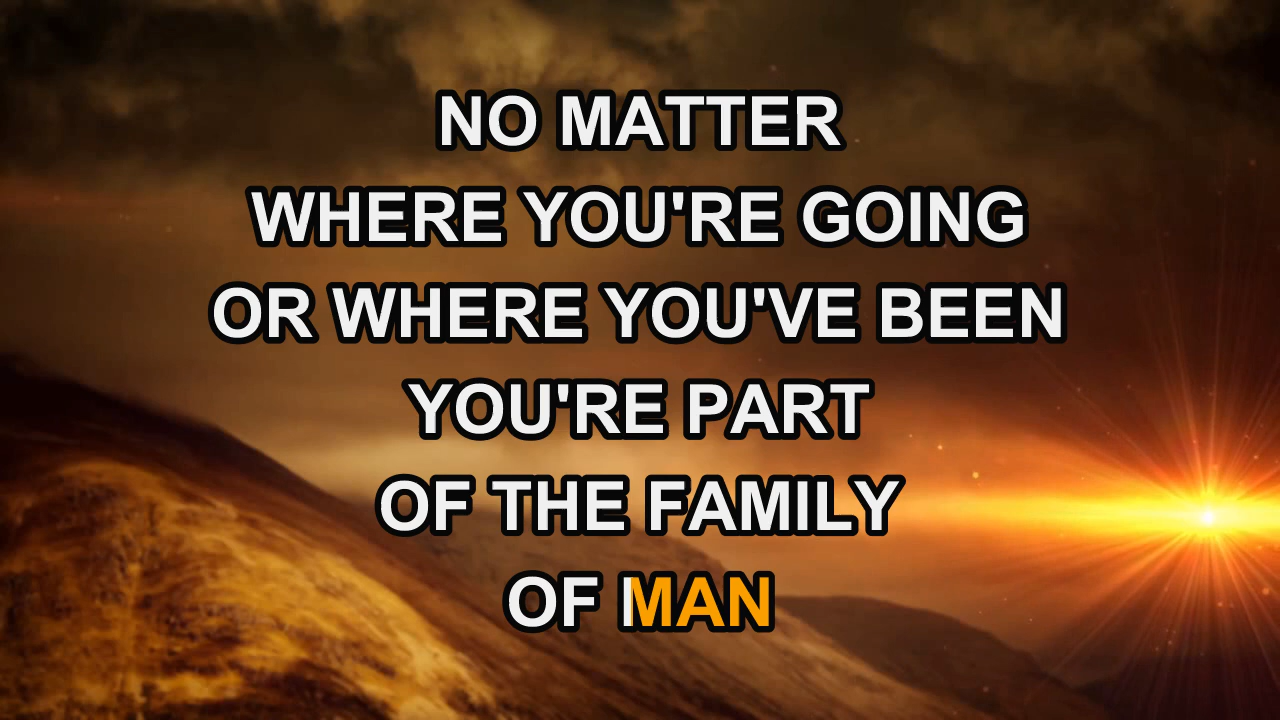 NO MATTER
WHERE YOU'RE GOING
OR WHERE YOU'VE BEEN
YOU'RE PART
OF THE FAMILY
OF MAN